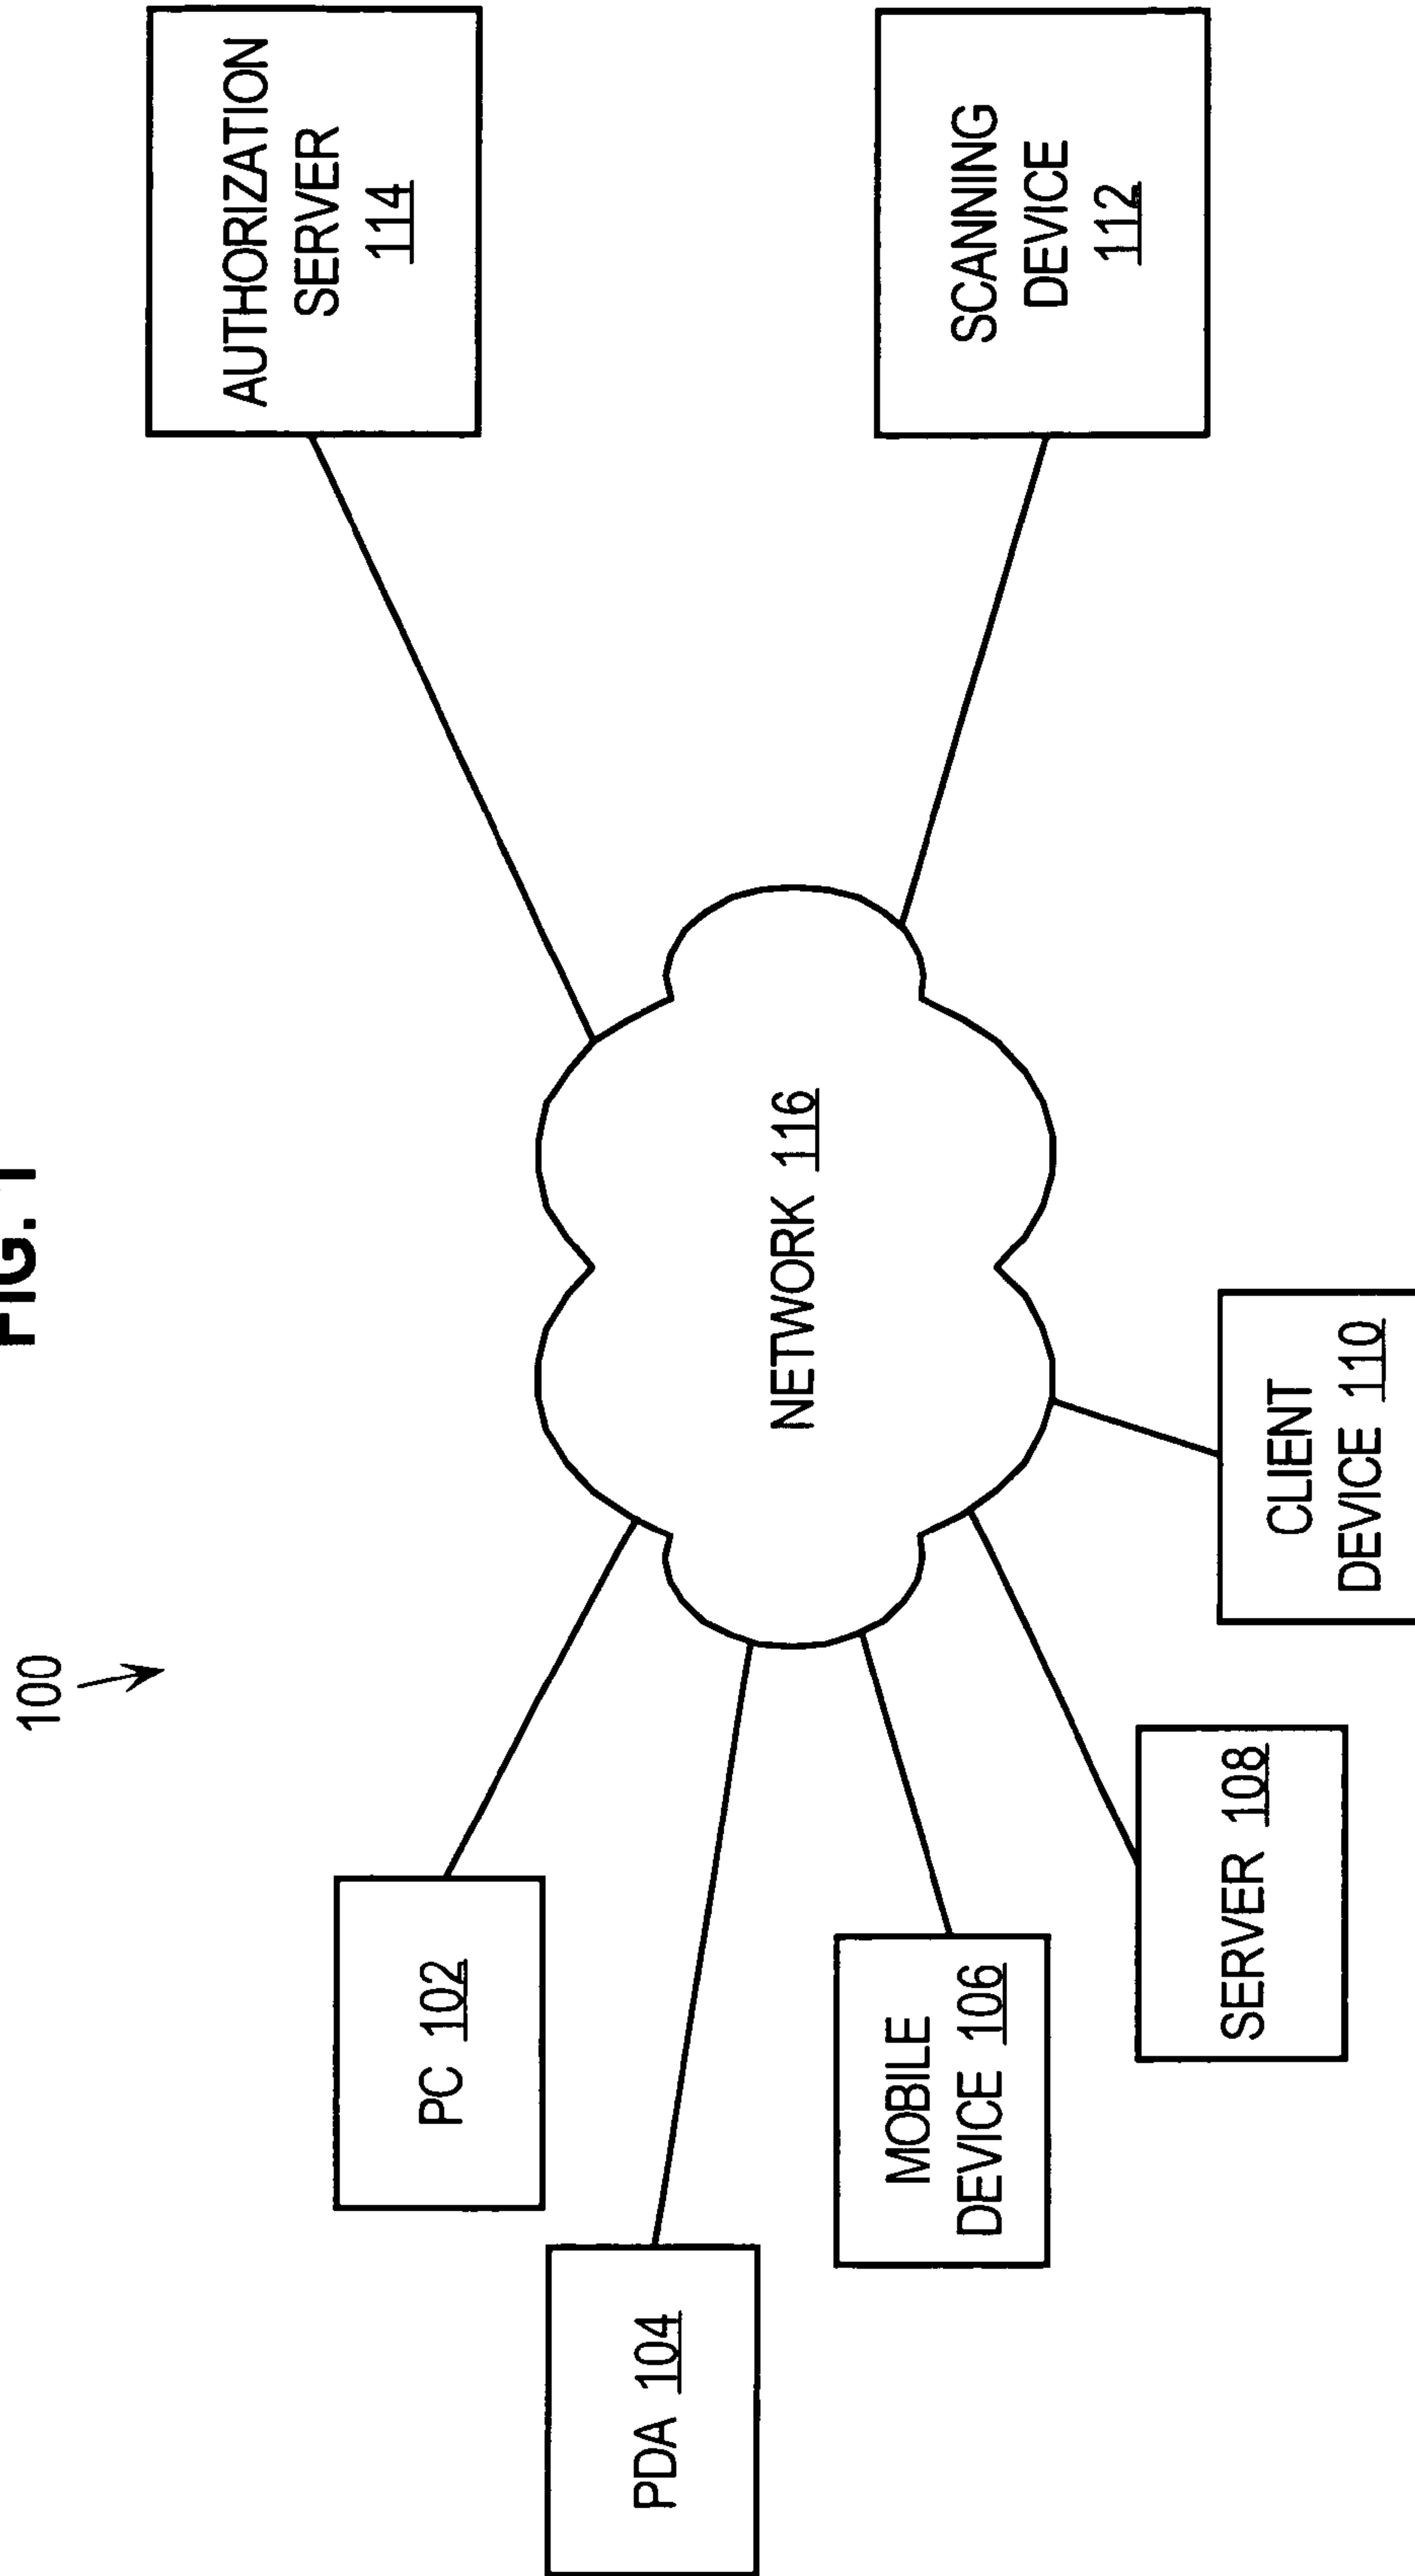 FIG. 1
100
AUTHORIZATION
SERVER
114
PC 102
PDA 104
NETWORK 116
MOBILE
DEVICE 106
SCANNING
DEVICE
112
SERVER 108
CLIENT
DEVICE 110